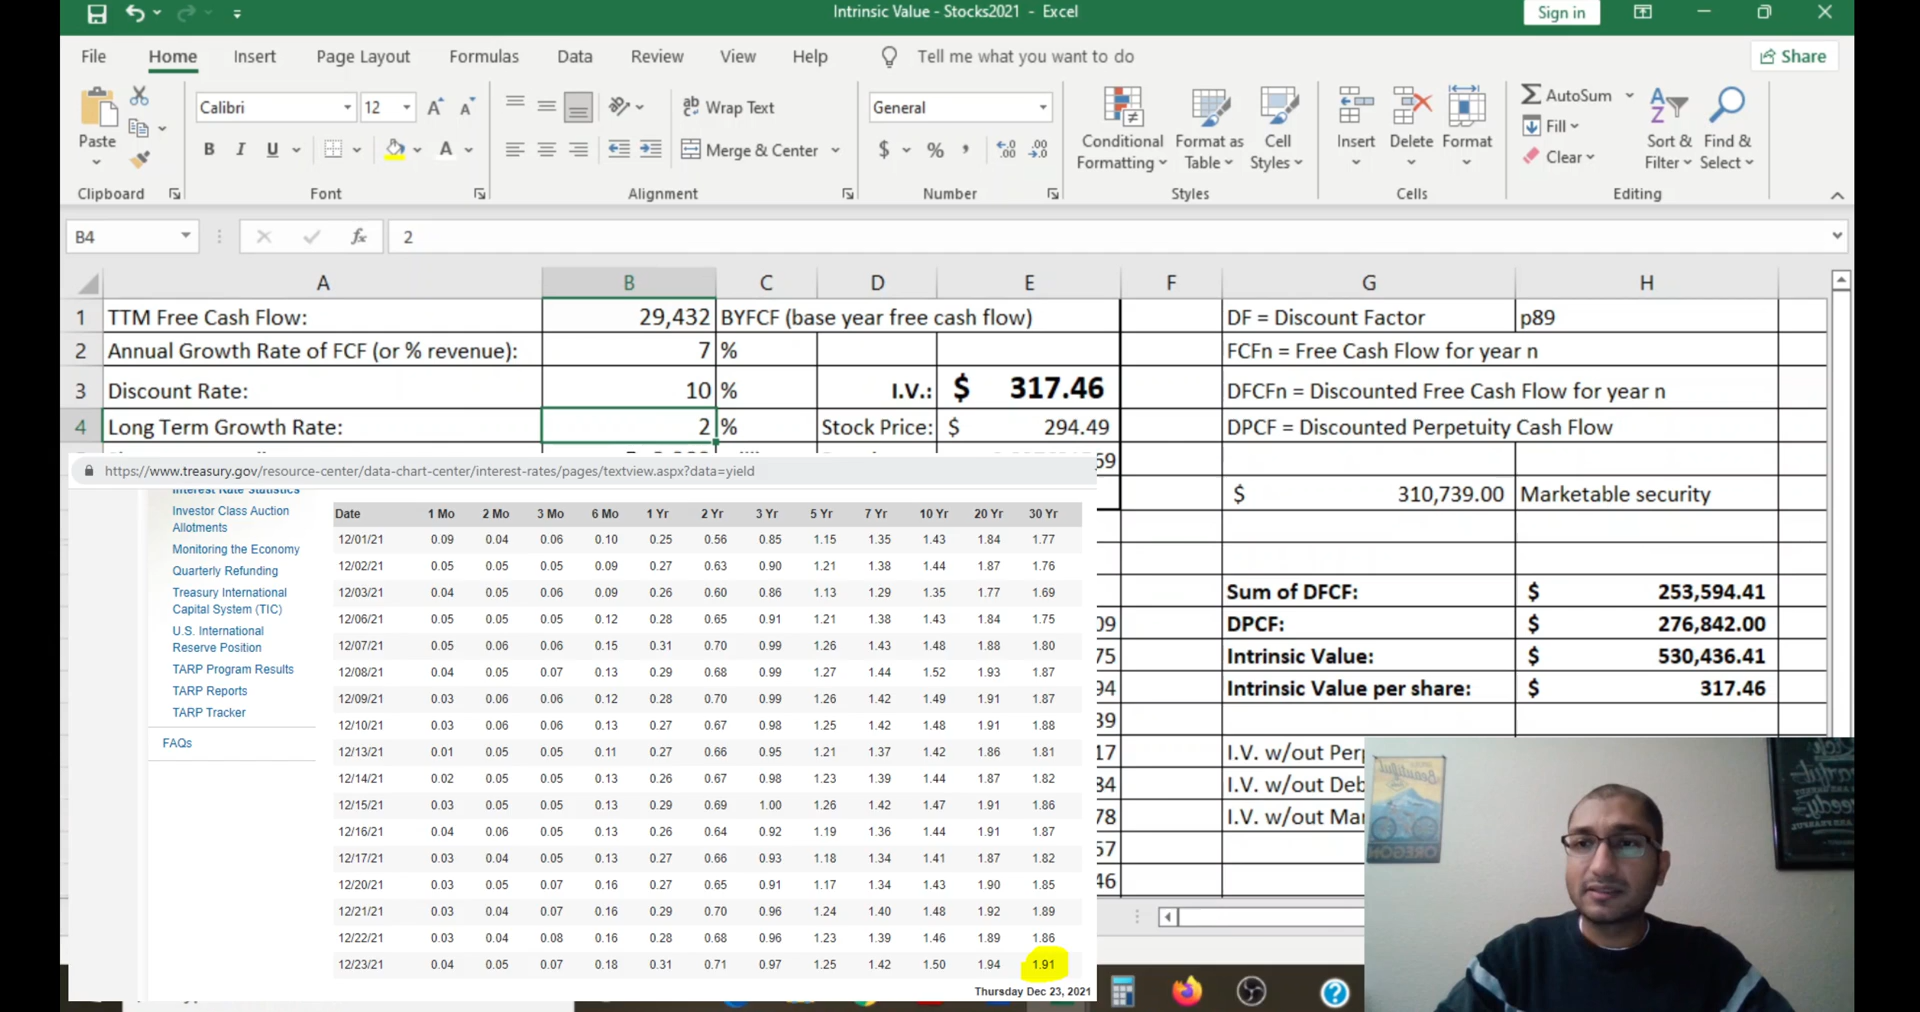 Intrinsic Value - Stocks2021 - Excel
Sign in
File Home Insert Page Layout Formulas Data Review View Help Tell me what you want to do Share
Paste
Calibri 12
B I U A
Wrap Text
Merge & Center
General
$ % ,
Conditional Formatting
Format as Table
Cell Styles
Insert Delete Format
AutoSum
Fill
Clear
Sort & Filter
Find & Select
Clipboard Font Alignment Number Styles Cells Editing
B4 fx 2
A B C D E F G H
1 TTM Free Cash Flow: 29,432 BYFCF (base year free cash flow) DF = Discount Factor p89
2 Annual Growth Rate of FCF (or % revenue): 7 % FCFn = Free Cash Flow for year n
3 Discount Rate: 10 % I.V.: $ 317.46 DFCFn = Discounted Free Cash Flow for year n
4 Long Term Growth Rate: 2 % Stock Price: $ 294.49 DPCF = Discounted Perpetuity Cash Flow
69
$ 310,739.00 Marketable security
Sum of DFCF: $ 253,594.41
09 DPCF: $ 276,842.00
75 Intrinsic Value: $ 530,436.41
94 Intrinsic Value per share: $ 317.46
39
17 I.V. w/out Per
84 I.V. w/out Deb
78 I.V. w/out Mar
57
46
https://www.treasury.gov/resource-center/data-chart-center/interest-rates/pages/textview.aspx?data=yield
Interest Rate Statistics
Investor Class Auction
Allotments
Monitoring the Economy
Quarterly Refunding
Treasury International
Capital System (TIC)
U.S. International
Reserve Position
TARP Program Results
TARP Reports
TARP Tracker
FAQs
Date 1 Mo 2 Mo 3 Mo 6 Mo 1 Yr 2 Yr 3 Yr 5 Yr 7 Yr 10 Yr 20 Yr 30 Yr
12/01/21 0.09 0.04 0.06 0.10 0.25 0.56 0.85 1.15 1.35 1.43 1.84 1.77
12/02/21 0.05 0.05 0.05 0.09 0.27 0.63 0.90 1.21 1.38 1.44 1.87 1.76
12/03/21 0.04 0.05 0.06 0.09 0.26 0.60 0.86 1.13 1.29 1.35 1.77 1.69
12/06/21 0.05 0.05 0.05 0.12 0.28 0.65 0.91 1.21 1.38 1.43 1.84 1.75
12/07/21 0.05 0.06 0.06 0.15 0.31 0.70 0.99 1.26 1.43 1.48 1.88 1.80
12/08/21 0.04 0.05 0.07 0.13 0.29 0.68 0.99 1.27 1.44 1.52 1.93 1.87
12/09/21 0.03 0.06 0.06 0.12 0.28 0.70 0.99 1.26 1.42 1.49 1.91 1.87
12/10/21 0.03 0.06 0.06 0.13 0.27 0.67 0.98 1.25 1.42 1.48 1.91 1.88
12/13/21 0.01 0.05 0.05 0.11 0.27 0.66 0.95 1.21 1.37 1.42 1.86 1.81
12/14/21 0.02 0.05 0.05 0.13 0.26 0.67 0.98 1.23 1.39 1.44 1.87 1.82
12/15/21 0.03 0.05 0.05 0.13 0.29 0.69 1.00 1.26 1.42 1.47 1.91 1.86
12/16/21 0.04 0.06 0.05 0.13 0.26 0.64 0.92 1.19 1.36 1.44 1.91 1.87
12/17/21 0.03 0.04 0.05 0.13 0.27 0.66 0.93 1.18 1.34 1.41 1.87 1.82
12/20/21 0.03 0.05 0.07 0.16 0.27 0.65 0.91 1.17 1.34 1.43 1.90 1.85
12/21/21 0.03 0.04 0.07 0.16 0.29 0.70 0.96 1.24 1.40 1.48 1.92 1.89
12/22/21 0.03 0.04 0.08 0.16 0.28 0.68 0.96 1.23 1.39 1.46 1.89 1.86
12/23/21 0.04 0.05 0.07 0.18 0.31 0.71 0.97 1.25 1.42 1.50 1.94 1.91
Thursday Dec 23, 2021
OREGON